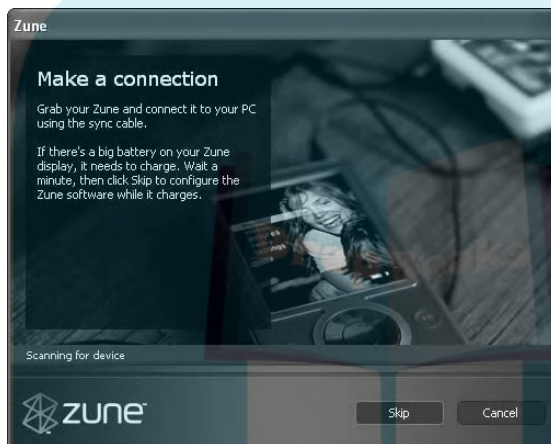 Zune
Make a connection
Grab your Zune and connect it to your PC
using the sync cable.
If there's a big battery on your Zune
display, it needs to charge. Wait a
minute, then click Skip to configure the
Zune software while it charges.
Scanning for device
zune™
Skip
Cancel